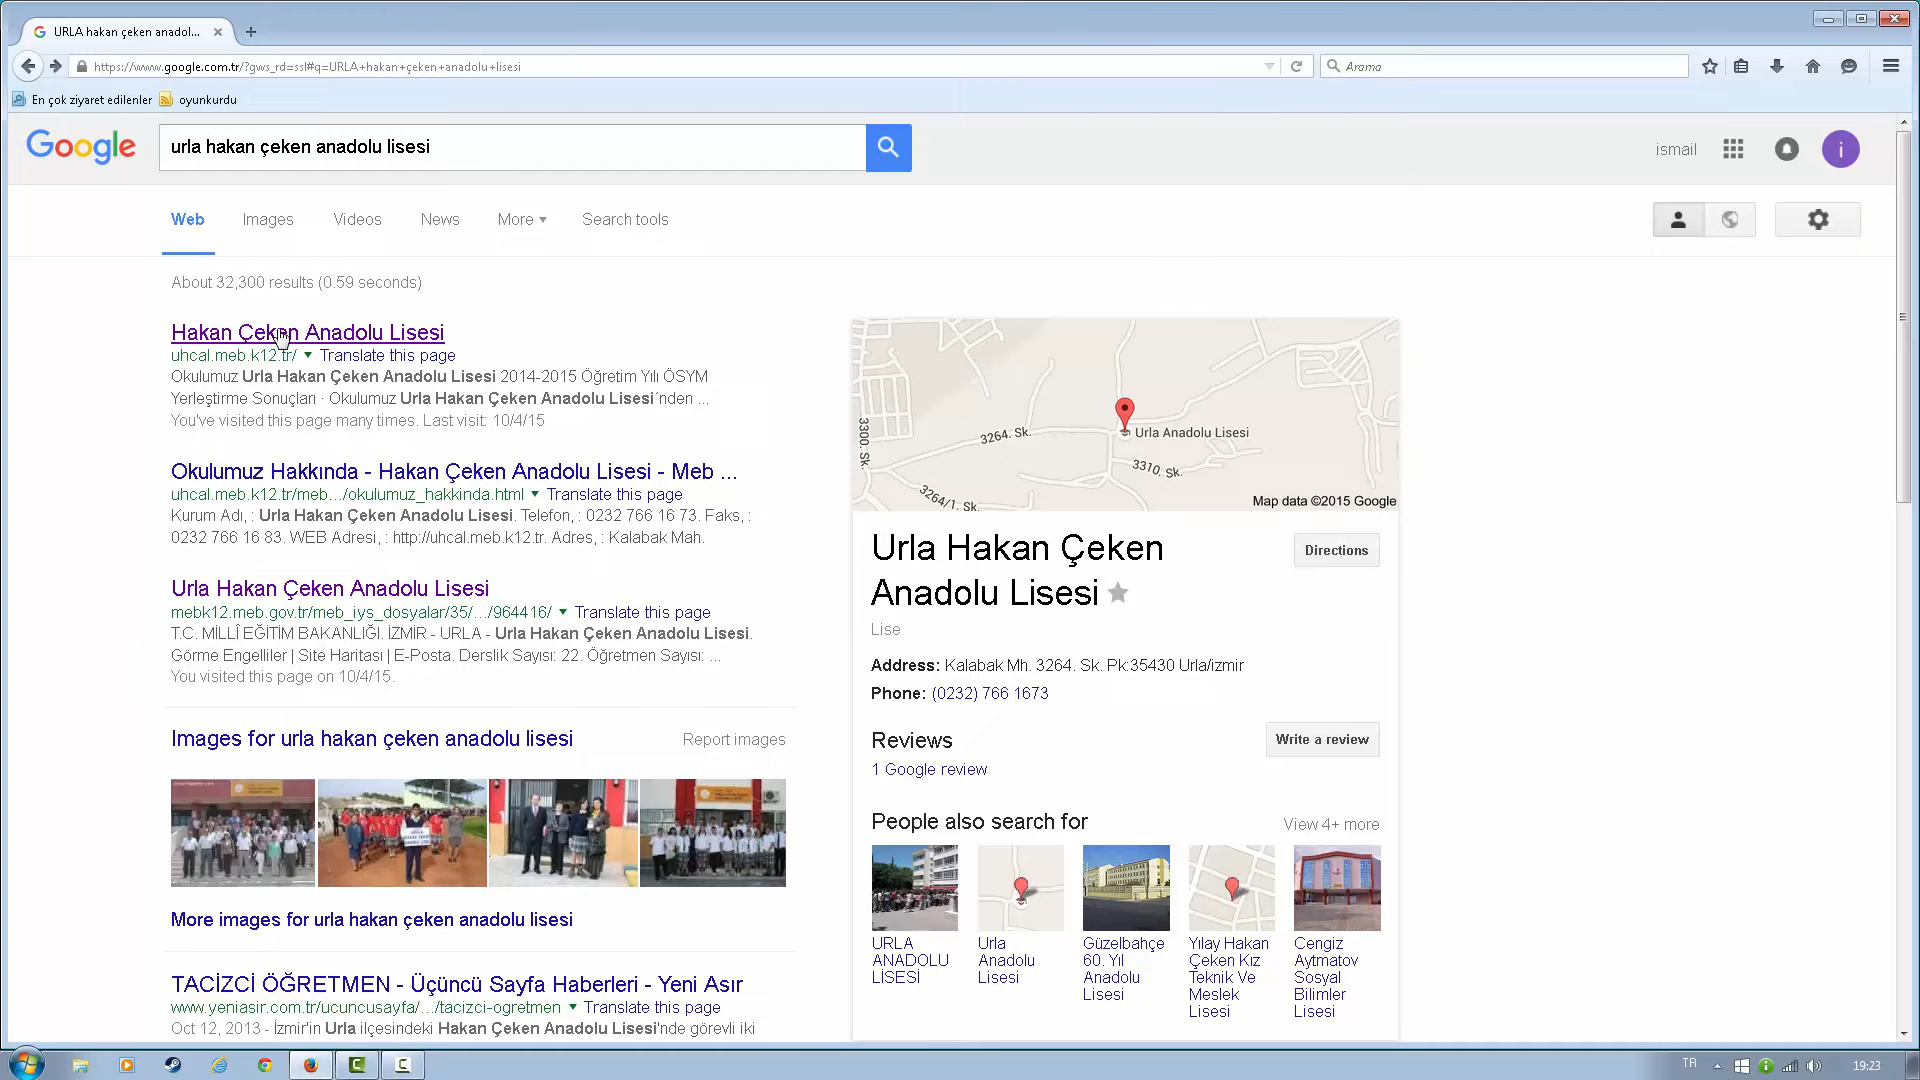 URLA hakan çeken anadol...
https://www.google.com.tr/?gws_rd=ssl#q=URLA+hakan+çeken+anadolu+lisesi
Arama
En çok ziyaret edilenler
oyunkurdu
Google
urla hakan çeken anadolu lisesi
ismail
i
Web
Images
Videos
News
More
Search tools
About 32,300 results (0.59 seconds)
Hakan Çeken Anadolu Lisesi
uhcal.meb.k12.tr/ Translate this page
Okulumuz Urla Hakan Çeken Anadolu Lisesi 2014-2015 Öğretim Yılı ÖSYM
Yerleştirme Sonuçları · Okulumuz Urla Hakan Çeken Anadolu Lisesi´nden ...
You've visited this page many times. Last visit: 10/4/15
Okulumuz Hakkında - Hakan Çeken Anadolu Lisesi - Meb ...
uhcal.meb.k12.tr/meb.../okulumuz_hakkinda.html Translate this page
Kurum Adı, : Urla Hakan Çeken Anadolu Lisesi. Telefon, : 0232 766 16 73. Faks, :
0232 766 16 83. WEB Adresi, : http://uhcal.meb.k12.tr. Adres, : Kalabak Mah.
Urla Hakan Çeken Anadolu Lisesi
mebk12.meb.gov.tr/meb_iys_dosyalar/35/.../964416/ Translate this page
T.C. MİLLÎ EĞİTİM BAKANLIĞI. İZMİR - URLA - Urla Hakan Çeken Anadolu Lisesi.
Görme Engelliler | Site Haritası | E-Posta. Derslik Sayısı: 22. Öğretmen Sayısı: ...
You visited this page on 10/4/15.
Images for urla hakan çeken anadolu lisesi
Report images
More images for urla hakan çeken anadolu lisesi
TACİZCİ ÖĞRETMEN - Üçüncü Sayfa Haberleri - Yeni Asır
www.yeniasir.com.tr/ucuncusayfa/.../tacizci-ogretmen Translate this page
Oct 12, 2013 - İzmir'in Urla ilçesindeki Hakan Çeken Anadolu Lisesi'nde görevli iki
3300. Sk.
3264. Sk.
Urla Anadolu Lisesi
3310. Sk.
3264/1. Sk.
Map data ©2015 Google
Urla Hakan Çeken
Anadolu Lisesi
Directions
Lise
Address: Kalabak Mh. 3264. Sk. Pk:35430 Urla/izmir
Phone: (0232) 766 1673
Reviews
Write a review
1 Google review
People also search for
View 4+ more
URLA
ANADOLU
LİSESİ
Urla
Anadolu
Lisesi
Güzelbahçe
60. Yıl
Anadolu
Lisesi
Yılay Hakan
Çeken Kız
Teknik Ve
Meslek
Lisesi
Cengiz
Aytmatov
Sosyal
Bilimler
Lisesi
TR
19:23